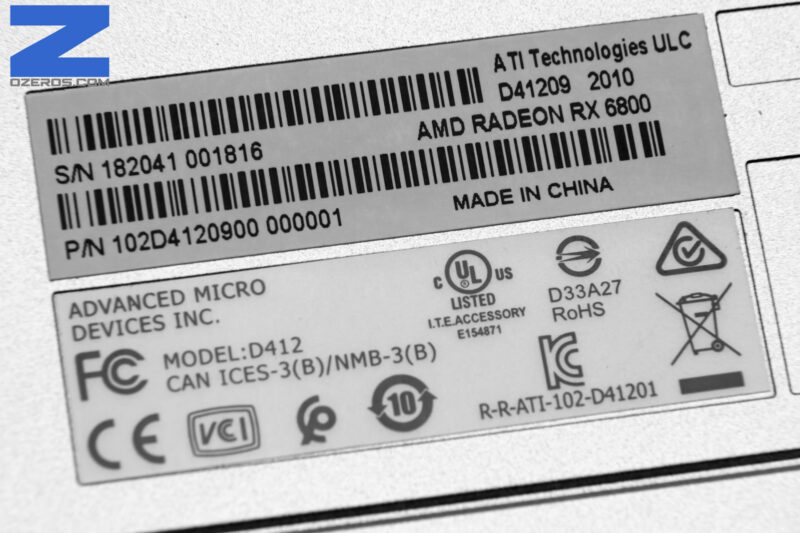 Z
OZEROS.COM
ATI Technologies ULC
D41209 2010
AMD RADEON RX 6800
S/N 182041 001816
MADE IN CHINA
P/N 102D4120900 000001
ADVANCED MICRO
DEVICES INC.
C UL US
®
LISTED
I.T.E.ACCESSORY
E154871
D33A27
RoHS
FCC
MODEL:D412
CAN ICES-3(B)/NMB-3(B)
CE
VCI
10
R-R-ATI-102-D41201